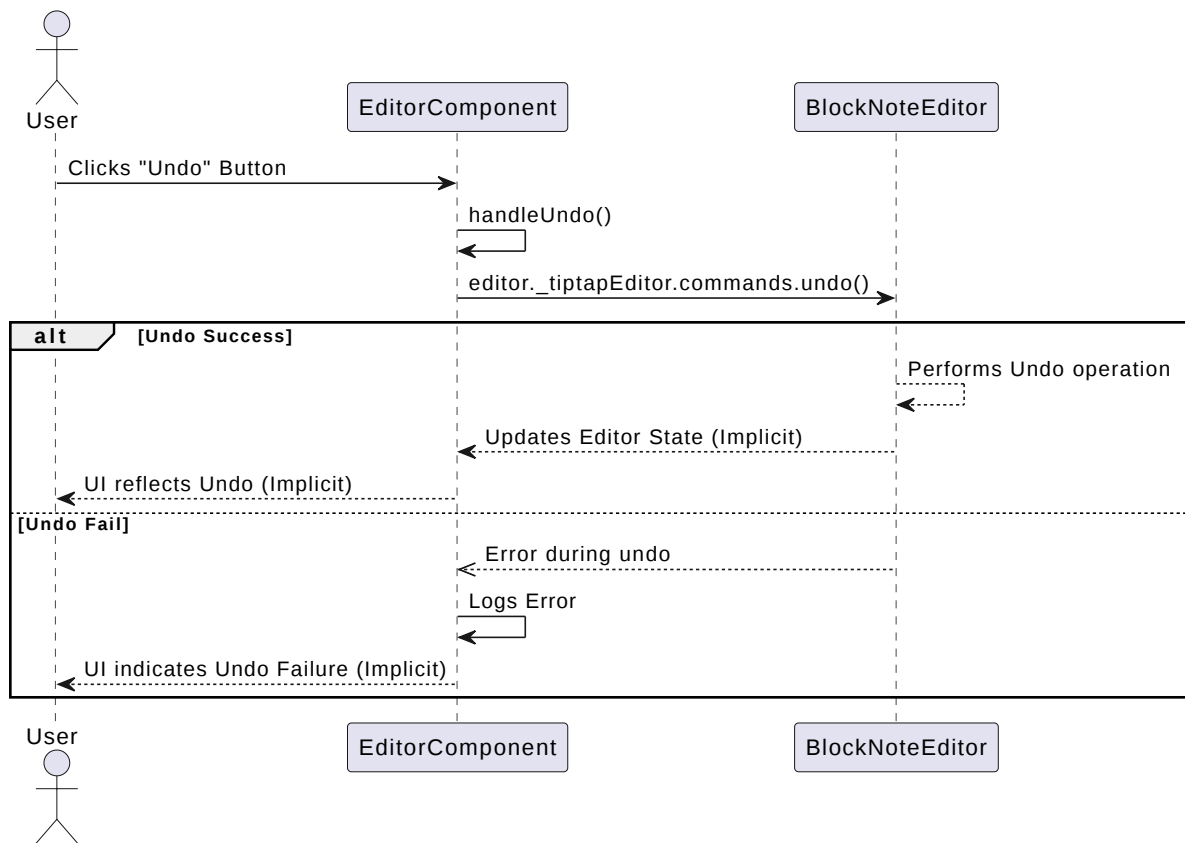 User
EditorComponent
BlockNoteEditor
Clicks "Undo" Button
handleUndo()
editor._tiptapEditor.commands.undo()
alt
[Undo Success]
Performs Undo operation
Updates Editor State (Implicit)
UI reflects Undo (Implicit)
[Undo Fail]
Error during undo
Logs Error
UI indicates Undo Failure (Implicit)
User
EditorComponent
BlockNoteEditor